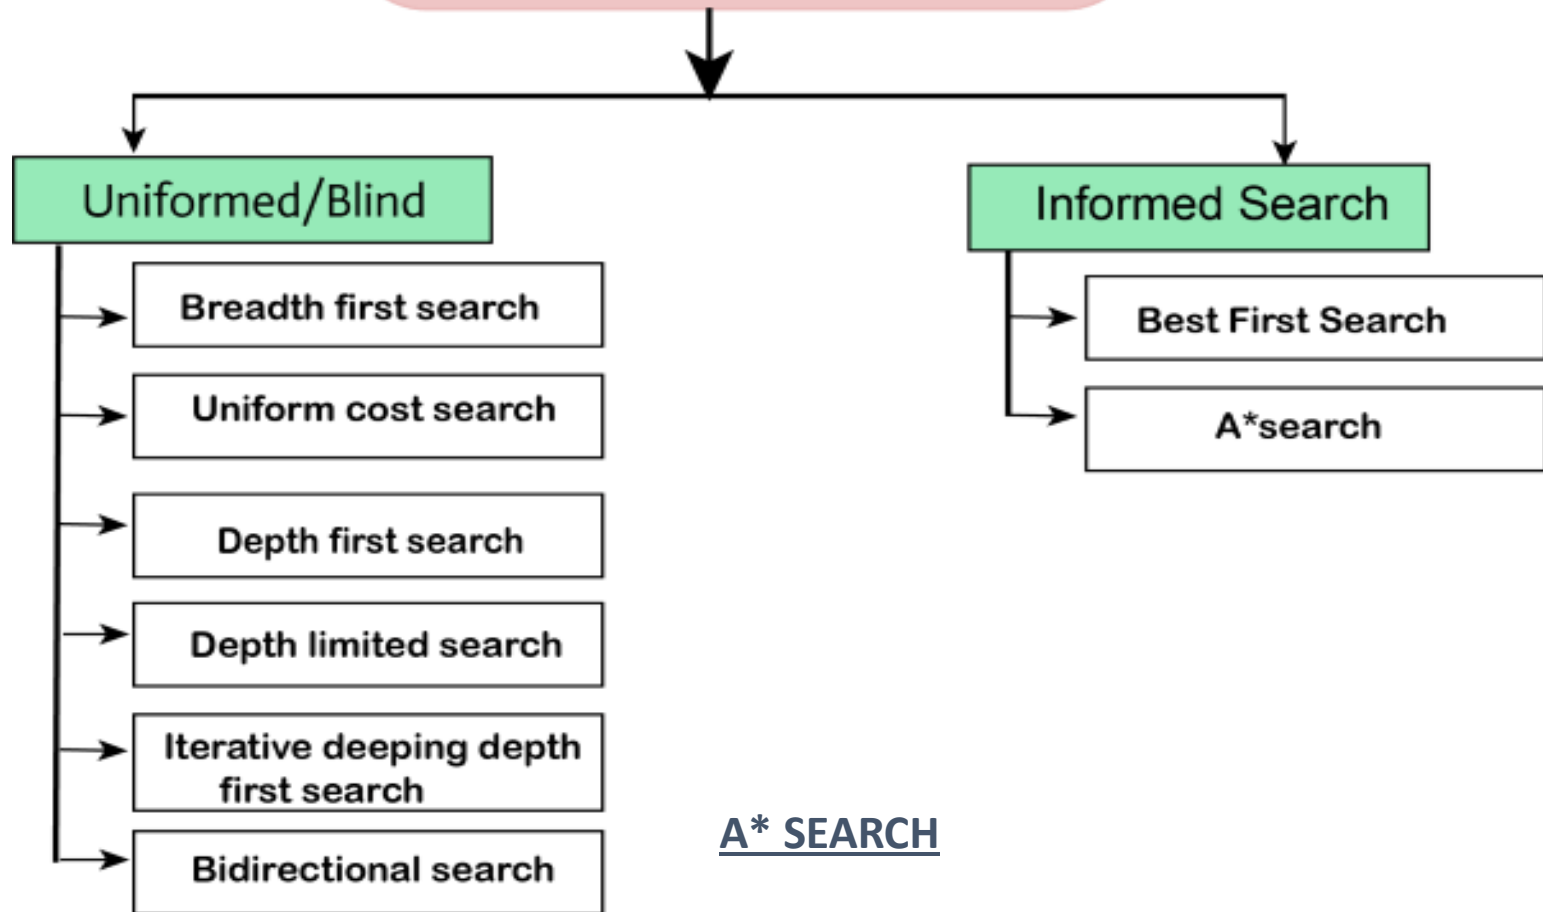 Uniformed/Blind
Breadth first search
Uniform cost search
Depth first search
Depth limited search
Iterative deeping depth
first search
Bidirectional search
Informed Search
Best First Search
A*search
A* SEARCH